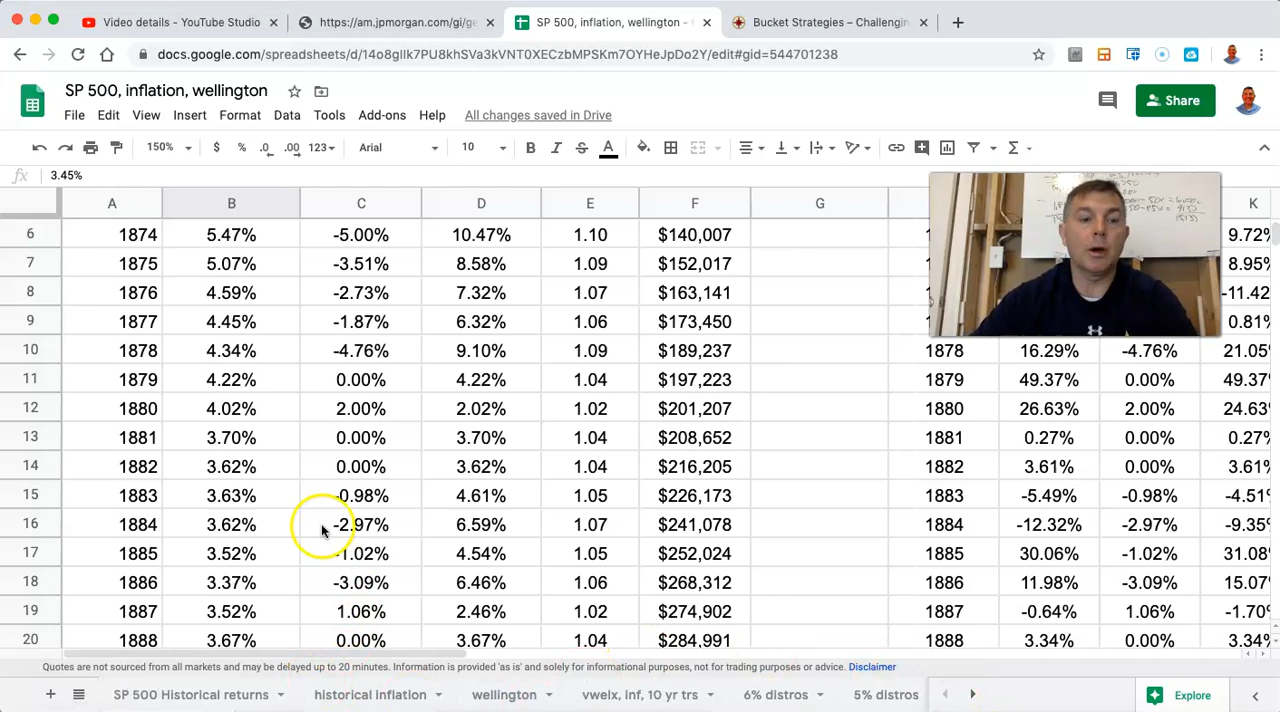 Video details - YouTube Studio
https://am.jpmorgan.com/gi/ge
SP 500, inflation, wellington -
Bucket Strategies – Challengin
docs.google.com/spreadsheets/d/14o8gIlk7PU8khSVa3kVNT0XECzbMPSKm7OYHeJpDo2Y/edit#gid=544701238
SP 500, inflation, wellington
File Edit View Insert Format Data Tools Add-ons Help All changes saved in Drive
Share
150% $ % .0 .00 123 Arial 10 B I S A
fx 3.45%
A B C D E F G K
6 1874 5.47% -5.00% 10.47% 1.10 $140,007 9.72%
7 1875 5.07% -3.51% 8.58% 1.09 $152,017 8.95%
8 1876 4.59% -2.73% 7.32% 1.07 $163,141 -11.42
9 1877 4.45% -1.87% 6.32% 1.06 $173,450 0.81%
10 1878 4.34% -4.76% 9.10% 1.09 $189,237 1878 16.29% -4.76% 21.05%
11 1879 4.22% 0.00% 4.22% 1.04 $197,223 1879 49.37% 0.00% 49.37%
12 1880 4.02% 2.00% 2.02% 1.02 $201,207 1880 26.63% 2.00% 24.63%
13 1881 3.70% 0.00% 3.70% 1.04 $208,652 1881 0.27% 0.00% 0.27%
14 1882 3.62% 0.00% 3.62% 1.04 $216,205 1882 3.61% 0.00% 3.61%
15 1883 3.63% -0.98% 4.61% 1.05 $226,173 1883 -5.49% -0.98% -4.51%
16 1884 3.62% -2.97% 6.59% 1.07 $241,078 1884 -12.32% -2.97% -9.35%
17 1885 3.52% -1.02% 4.54% 1.05 $252,024 1885 30.06% -1.02% 31.08%
18 1886 3.37% -3.09% 6.46% 1.06 $268,312 1886 11.98% -3.09% 15.07%
19 1887 3.52% 1.06% 2.46% 1.02 $274,902 1887 -0.64% 1.06% -1.70%
20 1888 3.67% 0.00% 3.67% 1.04 $284,991 1888 3.34% 0.00% 3.34%
Quotes are not sourced from all markets and may be delayed up to 20 minutes. Information is provided 'as is' and solely for informational purposes, not for trading purposes or advice. Disclaimer
SP 500 Historical returns historical inflation wellington vwelx, inf, 10 yr trs 6% distros 5% distros Explore